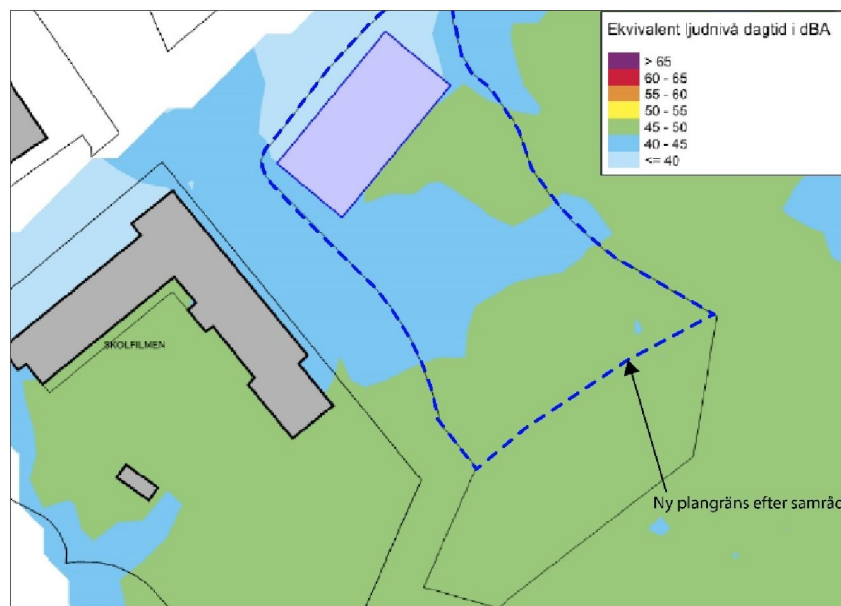 Ekvivalent ljudnivå dagtid i dBA
> 65
60 - 65
55 - 60
50 - 55
45 - 50
40 - 45
<= 40
SKOLFILMEN
Ny plangräns efter samråd